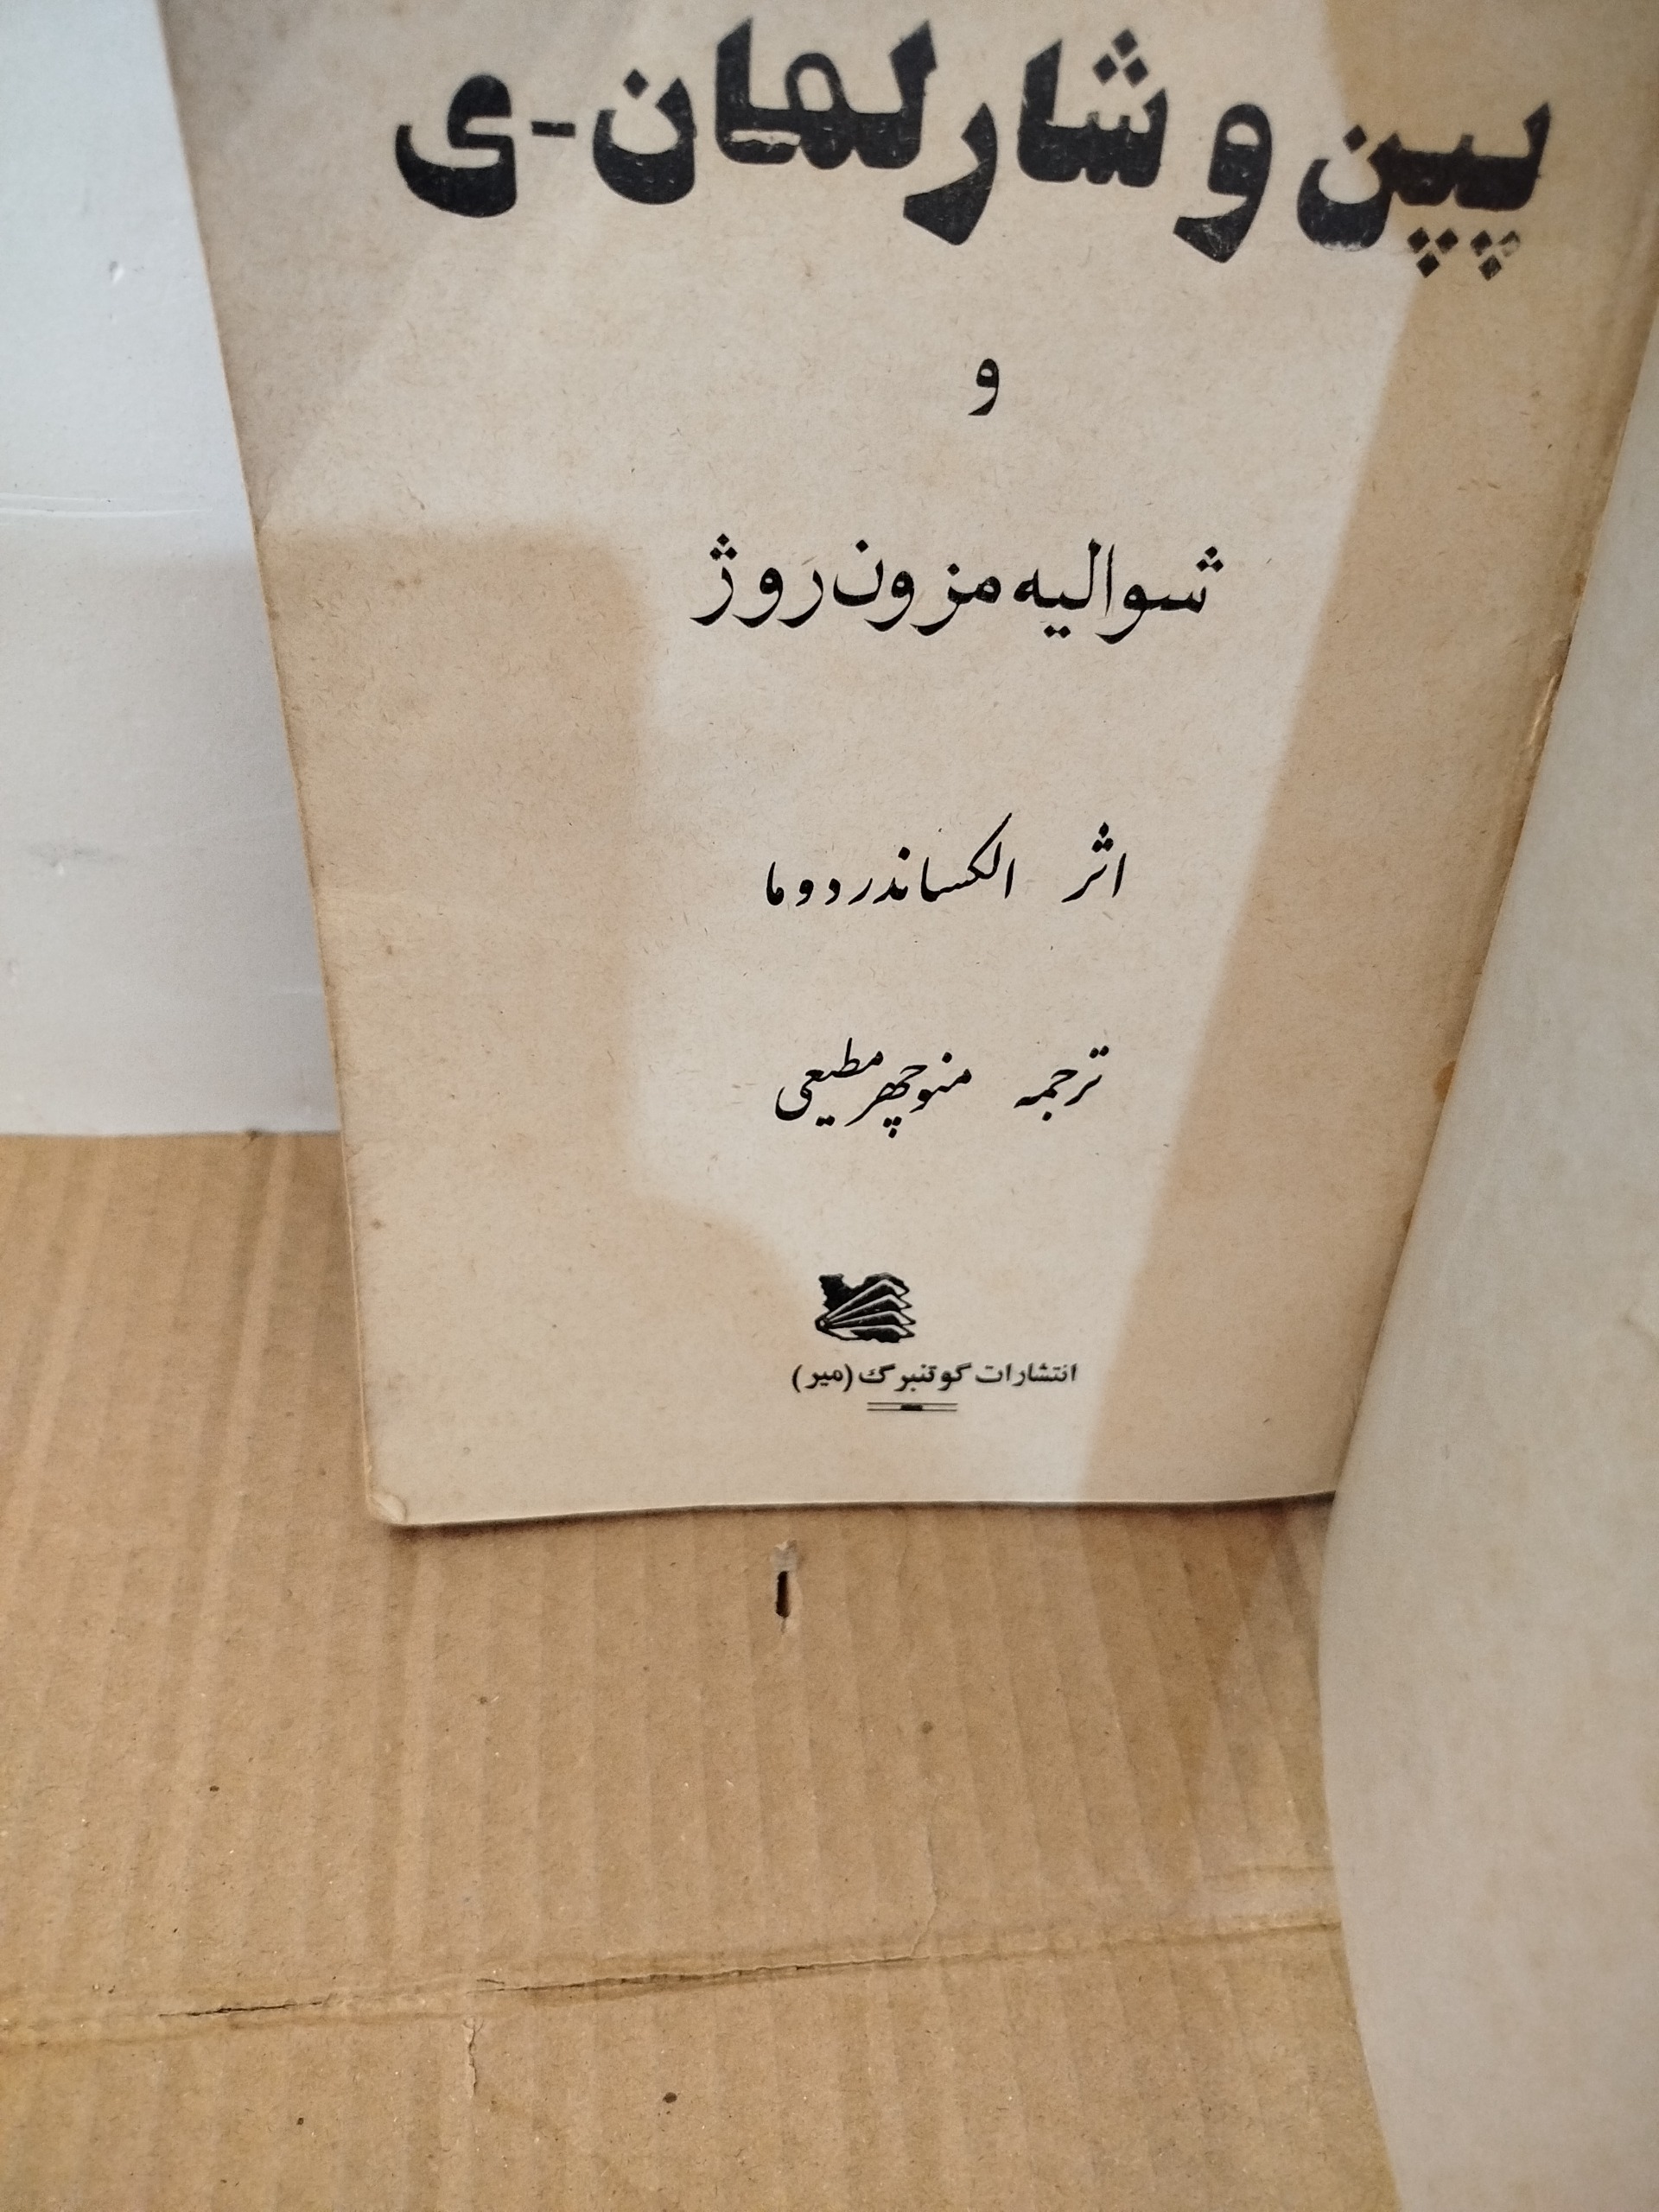 پپن و شارلمان-ی
و
شوالیه مزون روژ
اثر الکساندر دوما
ترجمه منوچهر مطیعی
انتشارات گوتنبرگ (میر)